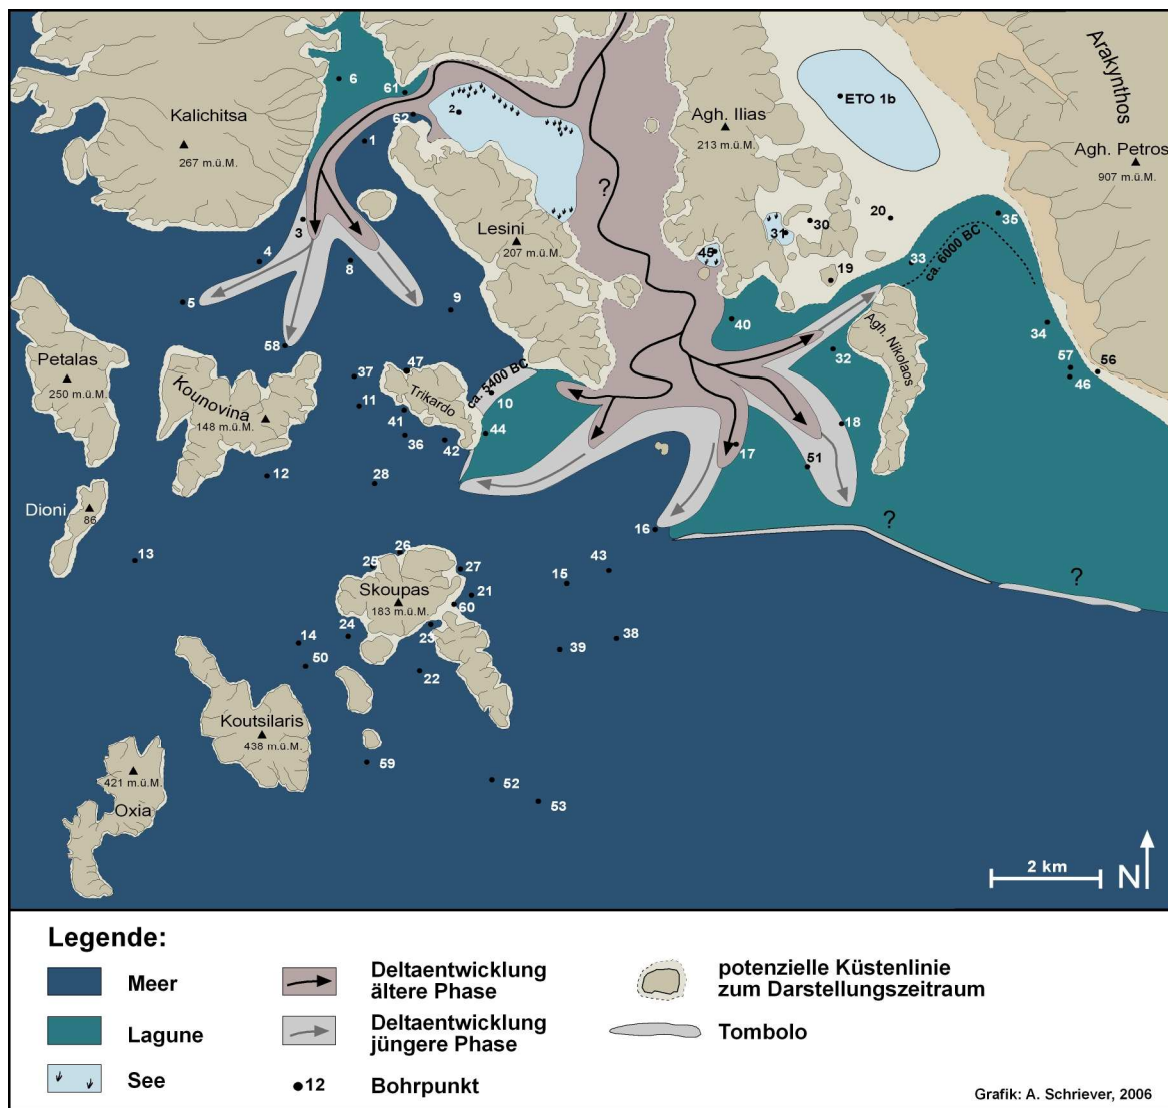 Arakynthos
6
61
Kalichitsa
267 m.ü.M.
2
62
1
ETO 1b
Agh. Ilias
213 m.ü.M.
Agh. Petros
907 m.ü.M.
?
3
4
8
5
58
9
Lesini
207 m.ü.M.
45
31
30
20
35
ca. 6000 BC
33
19
34
57
56
46
40
32
Agh. Nikolaos
18
Petalas
250 m.ü.M.
Kounovina
148 m.ü.M.
37
47
Trikardo
11
41
36
42
ca. 5400 BC
10
44
12
28
17
51
Dioni
86
13
16
?
?
43
15
26
25
27
Skoupas
183 m.ü.M.
21
60
24
23
14
50
22
39
38
Koutsilaris
438 m.ü.M.
59
52
53
421 m.ü.M.
Oxia
2 km
N
Legende:
Meer
Lagune
See
Deltaentwicklung
ältere Phase
Deltaentwicklung
jüngere Phase
12
Bohrpunkt
potenzielle Küstenlinie
zum Darstellungszeitraum
Tombolo
Grafik: A. Schriever, 2006